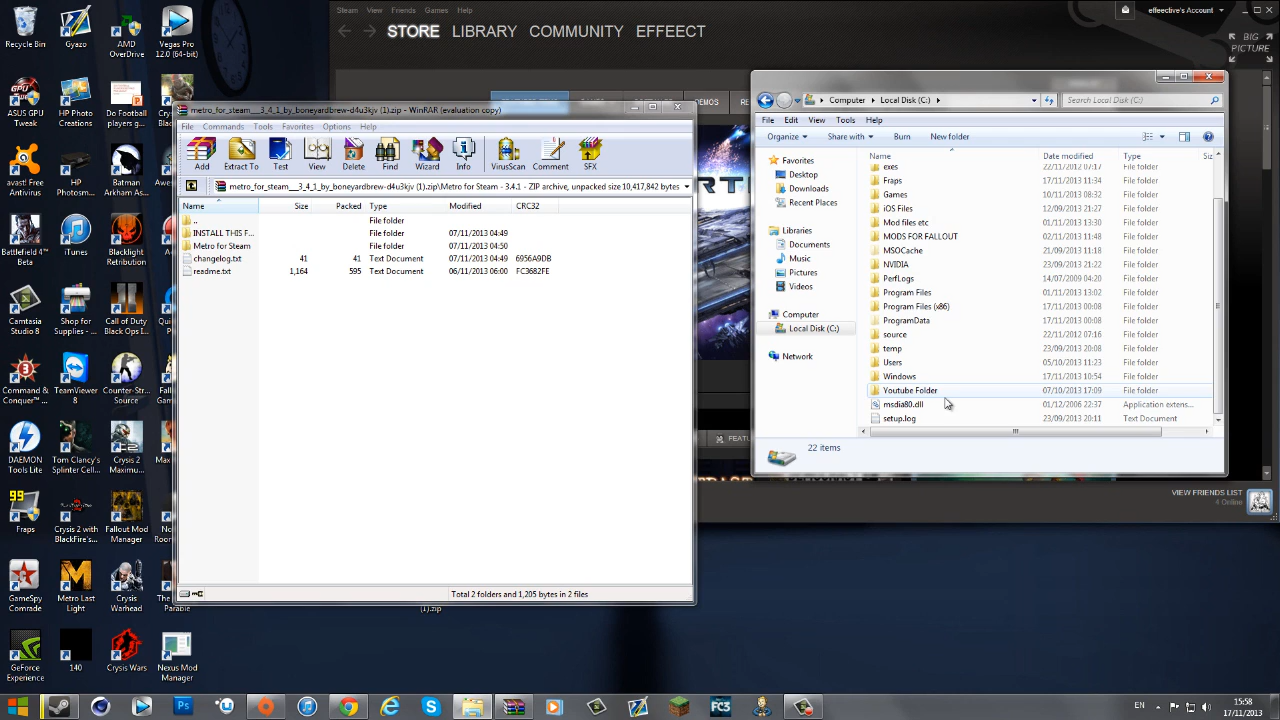 Recycle Bin
Gyazo
AMD OverDrive
Vegas Pro 12.0 (64-bit)
ASUS GPU Tweak
HP Photo Creations
Do Football players g...
avast! Free Antivirus
HP Photosm...
Batman Arkham As...
Battlefield 4™ Beta
iTunes
Blacklight Retribution
Camtasia Studio 8
Shop for Supplies - ...
Call of Duty Black Ops I...
Command & Conquer™ ...
TeamViewer 8
Counter-Str... Source
DAEMON Tools Lite
Tom Clancy's Splinter Cel...
Crysis 2 Maximu...
Fraps
Crysis 2 with BlackFire's...
Fallout Mod Manager
GameSpy Comrade
Metro Last Light
Crysis Warhead
GeForce Experience
140
Crysis Wars
Nexus Mod Manager
Steam View Friends Games Help
effeective's Account
STORE LIBRARY COMMUNITY EFFEECT
BIG PICTURE
VIEW FRIENDS LIST
4 Online
metro_for_steam___3_4_1_by_boneyardbrew-d4u3kjv (1).zip - WinRAR (evaluation copy)
File Commands Tools Favorites Options Help
Add Extract To Test View Delete Find Wizard Info VirusScan Comment SFX
metro_for_steam___3_4_1_by_boneyardbrew-d4u3kjv (1).zip\Metro for Steam - 3.4.1 - ZIP archive, unpacked size 10,417,842 bytes
Name Size Packed Type Modified CRC32
.. File folder
INSTALL THIS F... File folder 07/11/2013 04:49
Metro for Steam File folder 07/11/2013 04:50
changelog.txt 41 41 Text Document 07/11/2013 04:49 6956A9DB
readme.txt 1,164 595 Text Document 06/11/2013 06:00 FC3682FE
Total 2 folders and 1,205 bytes in 2 files
(1).zip
Computer Local Disk (C:)
Search Local Disk (C:)
File Edit View Tools Help
Organize Share with Burn New folder
Favorites
Desktop
Downloads
Recent Places
Libraries
Documents
Music
Pictures
Videos
Computer
Local Disk (C:)
Network
Name Date modified Type Siz
exes 22/11/2012 07:17 File folder
Fraps 17/11/2013 11:34 File folder
Games 10/11/2013 08:32 File folder
iOS Files 12/09/2013 21:27 File folder
Mod files etc 01/11/2013 13:30 File folder
MODS FOR FALLOUT 02/11/2013 11:48 File folder
MSOCache 21/09/2013 11:18 File folder
NVIDIA 23/09/2013 21:22 File folder
PerfLogs 14/07/2009 04:20 File folder
Program Files 01/11/2013 13:02 File folder
Program Files (x86) 17/11/2013 00:08 File folder
ProgramData 17/11/2013 00:08 File folder
source 22/11/2012 07:16 File folder
temp 23/09/2013 20:08 File folder
Users 05/10/2013 11:23 File folder
Windows 17/11/2013 10:54 File folder
Youtube Folder 07/10/2013 17:09 File folder
msdia80.dll 01/12/2006 22:37 Application extens...
setup.log 23/09/2013 20:11 Text Document
22 items
EN
15:58
17/11/2013